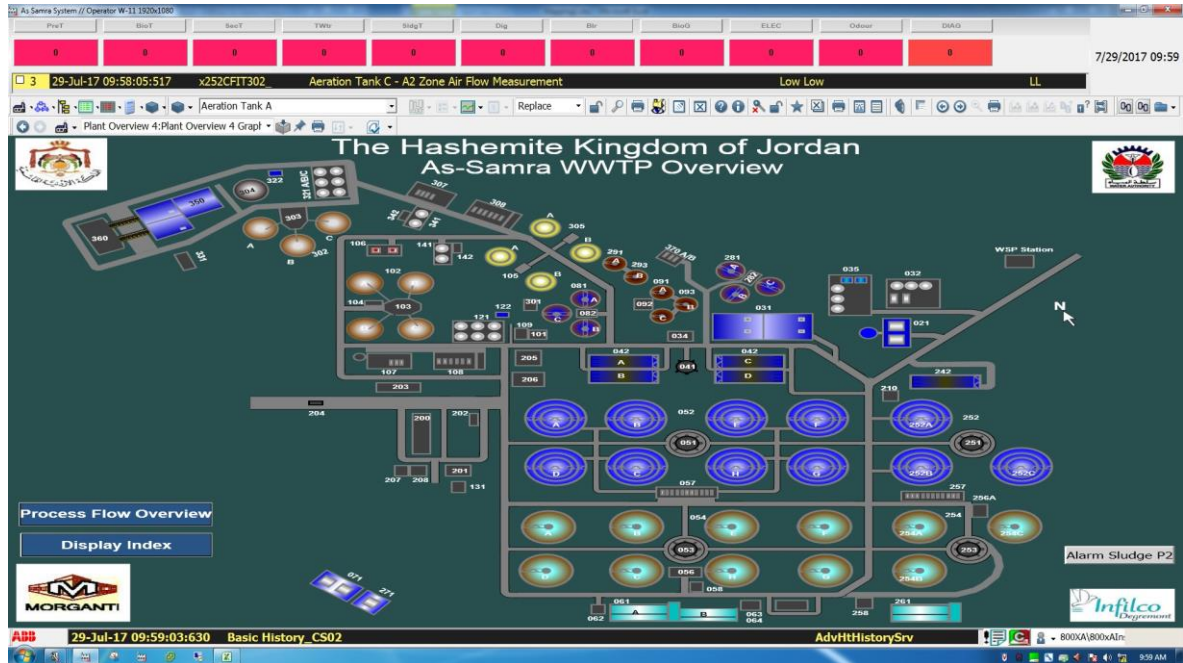 As Samra System // Operator W-11 1920x1080
PreT BioT SecT TWtr SldgT Dig Blr BioG ELEC Odour DIAG
0 0 0 0 0 0 0 0 0 0 0
7/29/2017 09:59
3 29-Jul-17 09:58:05:517 x252CFIT302_ Aeration Tank C - A2 Zone Air Flow Measurement Low Low LL
Aeration Tank A Replace
Plant Overview 4:Plant Overview 4 Graph
The Hashemite Kingdom of Jordan
As-Samra WWTP Overview
WATER AUTHORITY
322 321 A/B/C 307
304 350 308
303 342 341 305 A
360 A C 302 B
331 106 141 142 A B 105 B
291 A 293 B 370 A/B 281 A 282 C B
WSP Station
102 104 103
081 A 082 C B
091 A 093 B 092 C
035 032
N
122 301 121 109 101
034 031 021
042 A B 041 042 C D
107 108 205 206 203
242 210
204 200 202
A B 052 E F 252A 252
051 251
D C H G 252B 252C
207 208 201 131
057 257 256A
A B 054 E F 254A 254 254C
053 253
D C 056 H G 254B
058
Process Flow Overview
Display Index
Alarm Sludge P2
071 271
061 A B 062 063 064 258 261
MORGANTI
Infilco
Degremont
ABB 29-Jul-17 09:59:03:630 Basic History_CS02 AdvHtHistorySrv 800XA\800xAIn:
9:59 AM